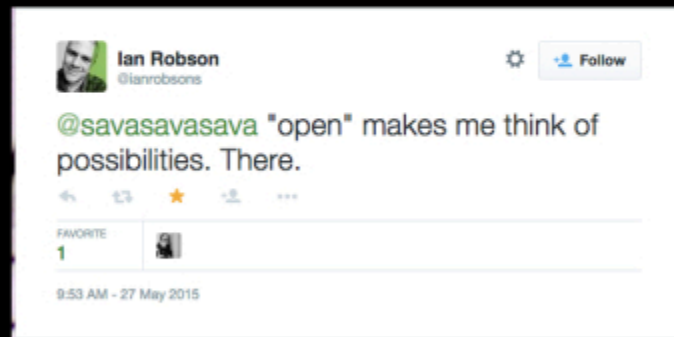 Ian Robson
@ianrobsons
Follow
@savasavasava "open" makes me think of
possibilities. There.
FAVORITE
1
9:53 AM - 27 May 2015